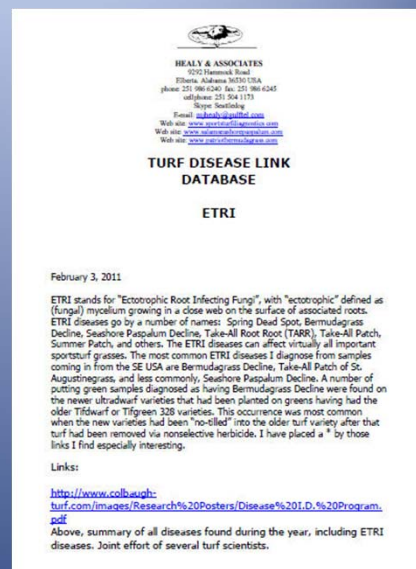 HEALY & ASSOCIATES
9292 Hammock Road
Elberta, Alabama 36530 USA
phone: 251 986 6240 fax: 251 986 6245
cellphone: 251 504 1173
Skype: Seattledog
E-mail: mjhealy@gulftel.com
Web site: www.sportsturfdiagnostics.com
Web site: www.salamseashorepaspalum.com
Web site: www.patriotbermudagrass.com
TURF DISEASE LINK
DATABASE
ETRI
February 3, 2011
ETRI stands for "Ectotrophic Root Infecting Fungi", with "ectotrophic" defined as
(fungal) mycelium growing in a close web on the surface of associated roots.
ETRI diseases go by a number of names: Spring Dead Spot, Bermudagrass
Decline, Seashore Paspalum Decline, Take-All Root Root (TARR), Take-All Patch,
Summer Patch, and others. The ETRI diseases can affect virtually all important
sportsturf grasses. The most common ETRI diseases I diagnose from samples
coming in from the SE USA are Bermudagrass Decline, Take-All Patch of St.
Augustinegrass, and less commonly, Seashore Paspalum Decline. A number of
putting green samples diagnosed as having Bermudagrass Decline were found on
the newer ultradwarf varieties that had been planted on greens having had the
older Tifdwarf or Tifgreen 328 varieties. This occurrence was most common
when the new varieties had been "no-tilled" into the older turf variety after that
turf had been removed via nonselective herbicide. I have placed a * by those
links I find especially interesting.
Links:
http://www.colbaugh-
turf.com/images/Research%20Posters/Disease%20I.D.%20Program.
pdf
Above, summary of all diseases found during the year, including ETRI
diseases. Joint effort of several turf scientists.